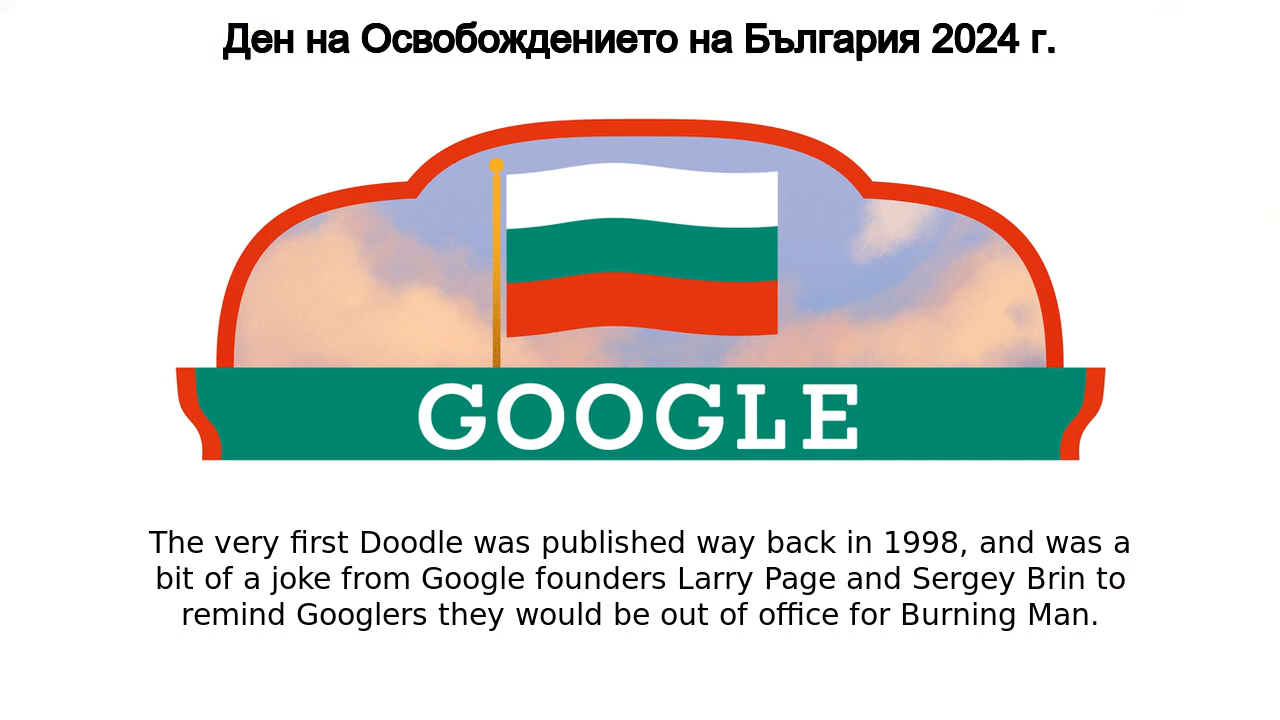 Ден на Освобождението на България 2024 г.
GOOGLE
The very first Doodle was published way back in 1998, and was a
bit of a joke from Google founders Larry Page and Sergey Brin to
remind Googlers they would be out of office for Burning Man.